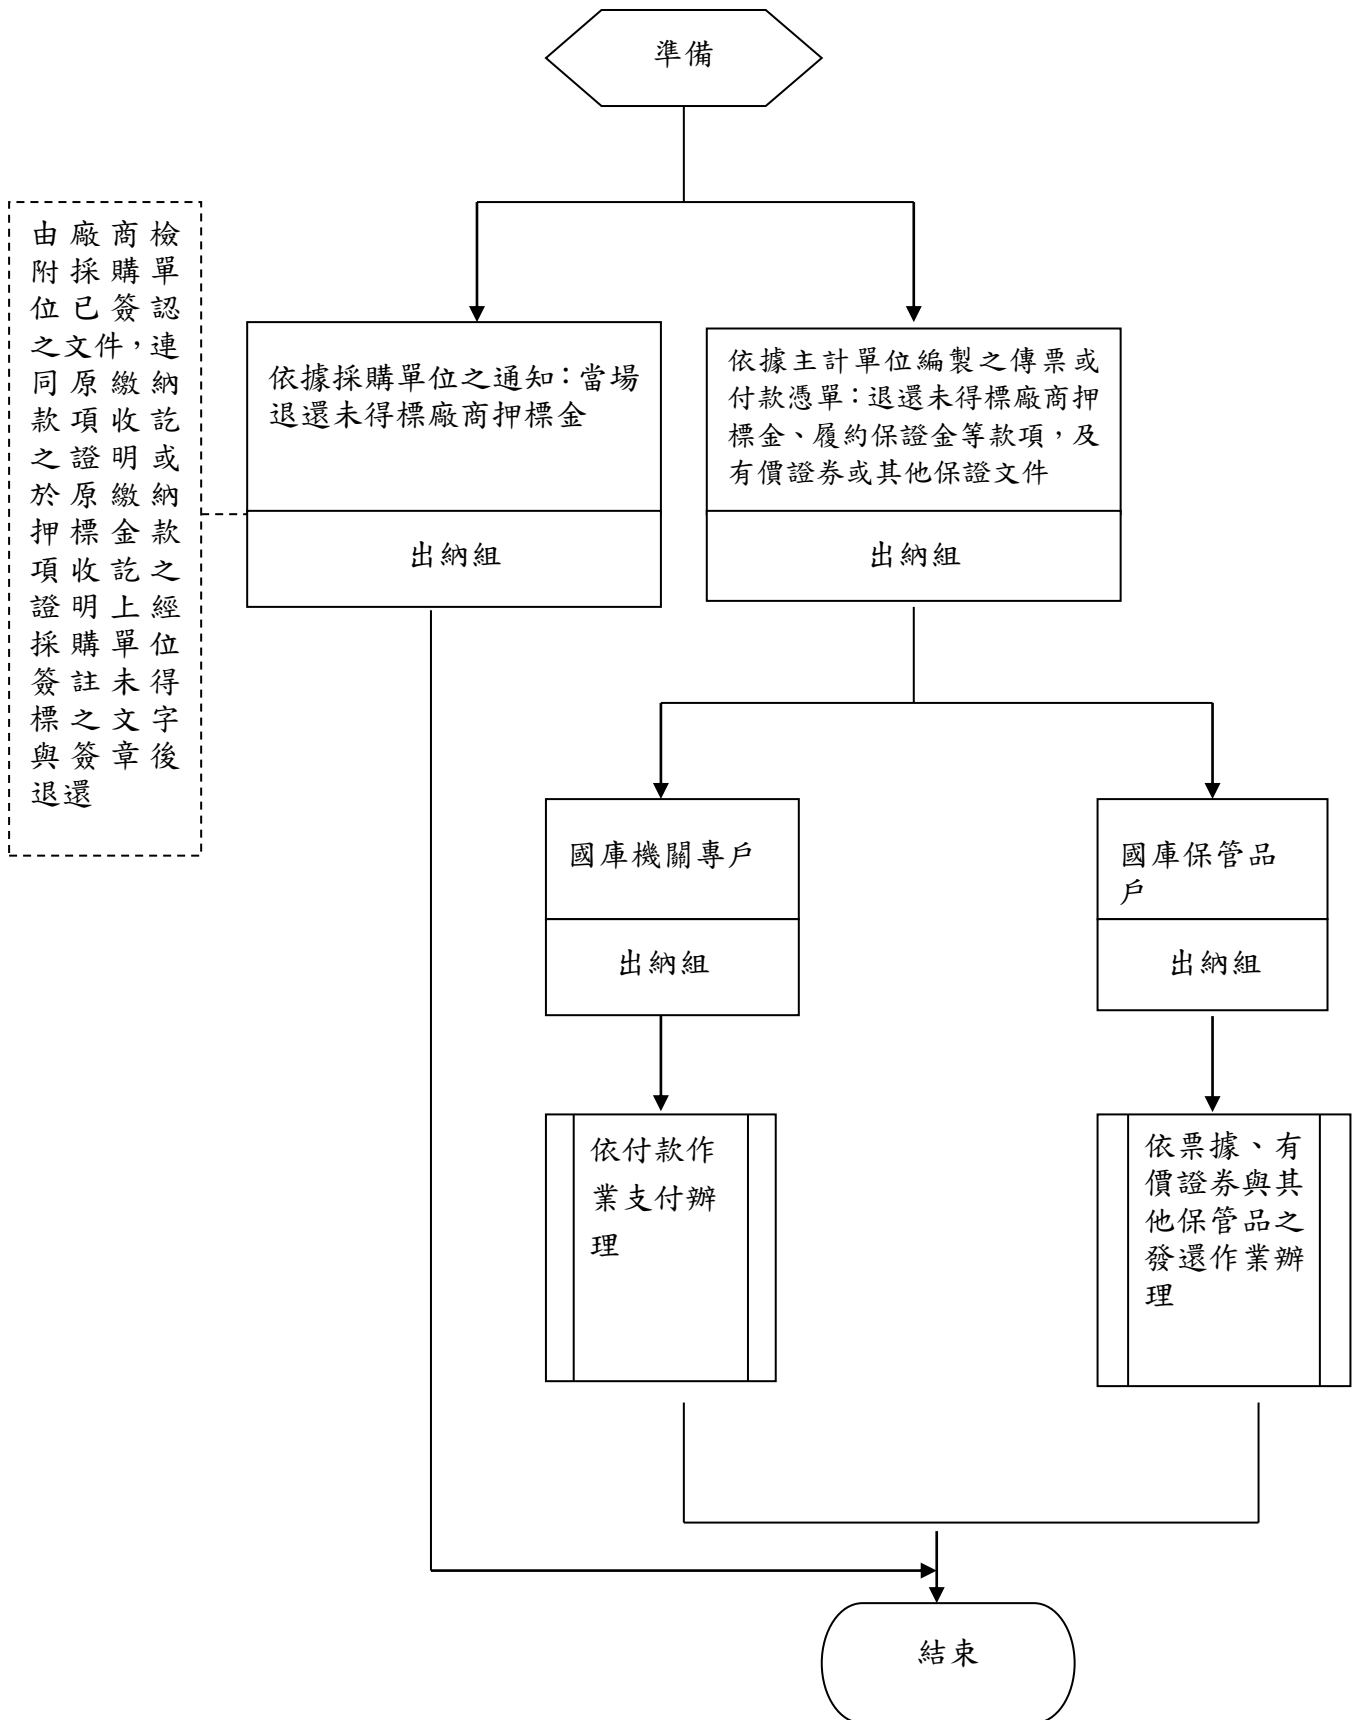 準備
由廠商檢
附採購單
位已簽認
之文件，連
同原繳納
款項收訖
之證明或
於原繳納
押標金款
項收訖之
證明上經
採購單位
簽註未得
標之文字
與簽章後
退還
依據採購單位之通知：當場
退還未得標廠商押標金
出納組
依據主計單位編製之傳票或
付款憑單：退還未得標廠商押
標金、履約保證金等款項，及
有價證券或其他保證文件
出納組
國庫機關專戶
出納組
國庫保管品
戶
出納組
依付款作
業支付辦
理
依票據、有
價證券與其
他保管品之
發還作業辦
理
結束